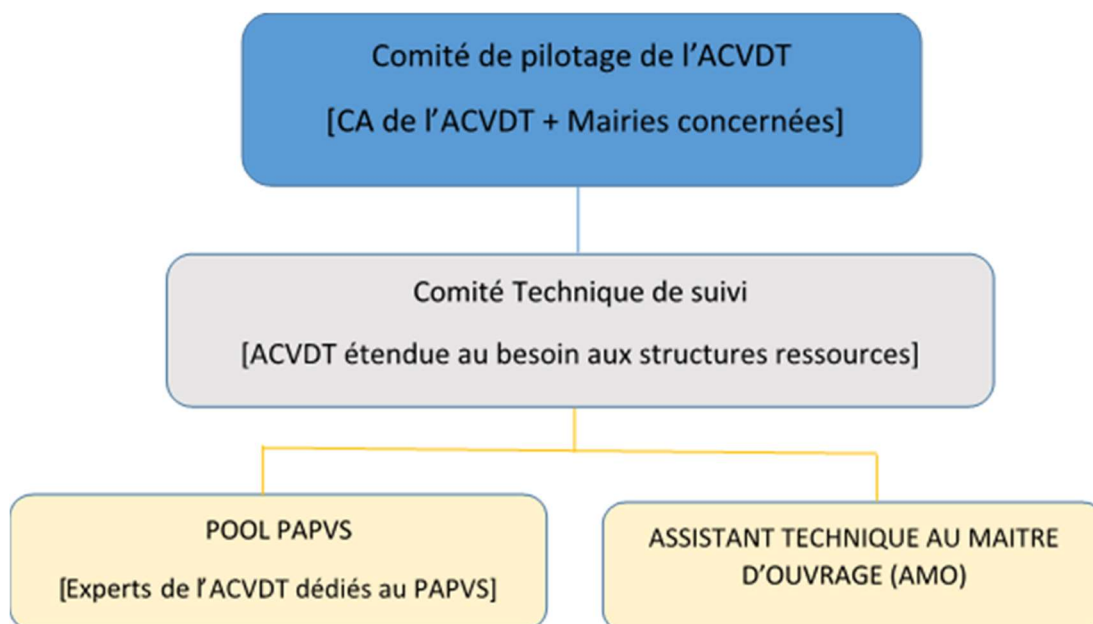 Comité de pilotage de l'ACVDT
[CA de l'ACVDT + Mairies concernées]
Comité Technique de suivi
[ACVDT étendue au besoin aux structures ressources]
POOL PAPVS
[Experts de l'ACVDT dédiés au PAPVS]
ASSISTANT TECHNIQUE AU MAITRE
D'OUVRAGE (AMO)